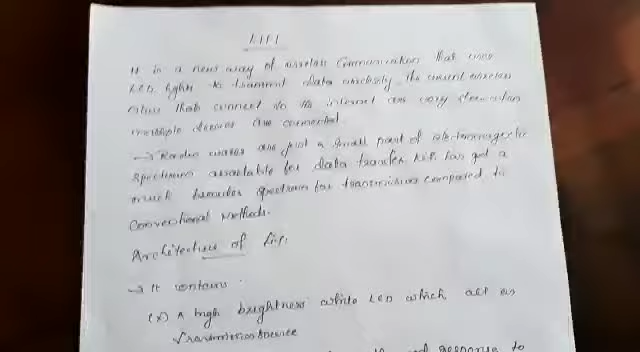 LIFI
It is a new way of wireless Communication that uses
LED lights to transmit data wirelessly. the current wireless
that connect to the internet are very slow when
multiple devices are connected.
→ Radio waves are just a small part of electromagnetic
spectrum available for data transfer. LiFi has got a
much broader spectrum for transmission compared to
Conventional Methods.
Architecture of Lifi
→ It contains
(*) A high brightness white LED which act as
transmission source
response to